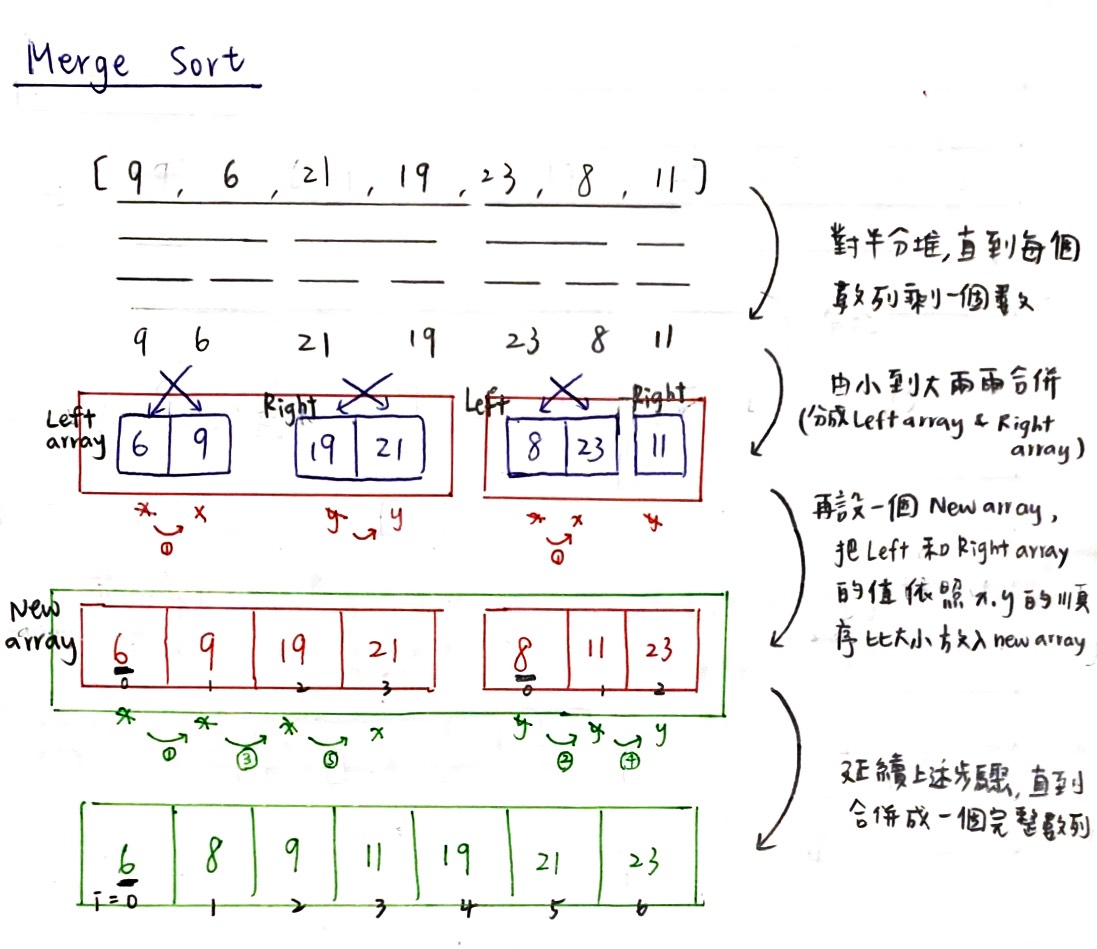 Merge Sort
[ 9 , 6 , 21 , 19 , 23 , 8 , 11 ]
對半分堆,直到每個
數列剩一個數
9 6 21 19 23 8 11
由小到大兩兩合併
(分成Left array & Right
array)
Left
array
Right
Left
Right
6 9 19 21 8 23 11
x x y y x x y
① ①
再設一個 New array,
把 Left 和 Right array
的值依照 x.y 的順
序比大小放入 new array
New
array
6 9 19 21 8 11 23
0 1 2 3 0 1 2
x x x x y y y
① ③ ⑤ ② ④
延續上述步驟,直到
合併成一個完整數列
6 8 9 11 19 21 23
i = 0 1 2 3 4 5 6